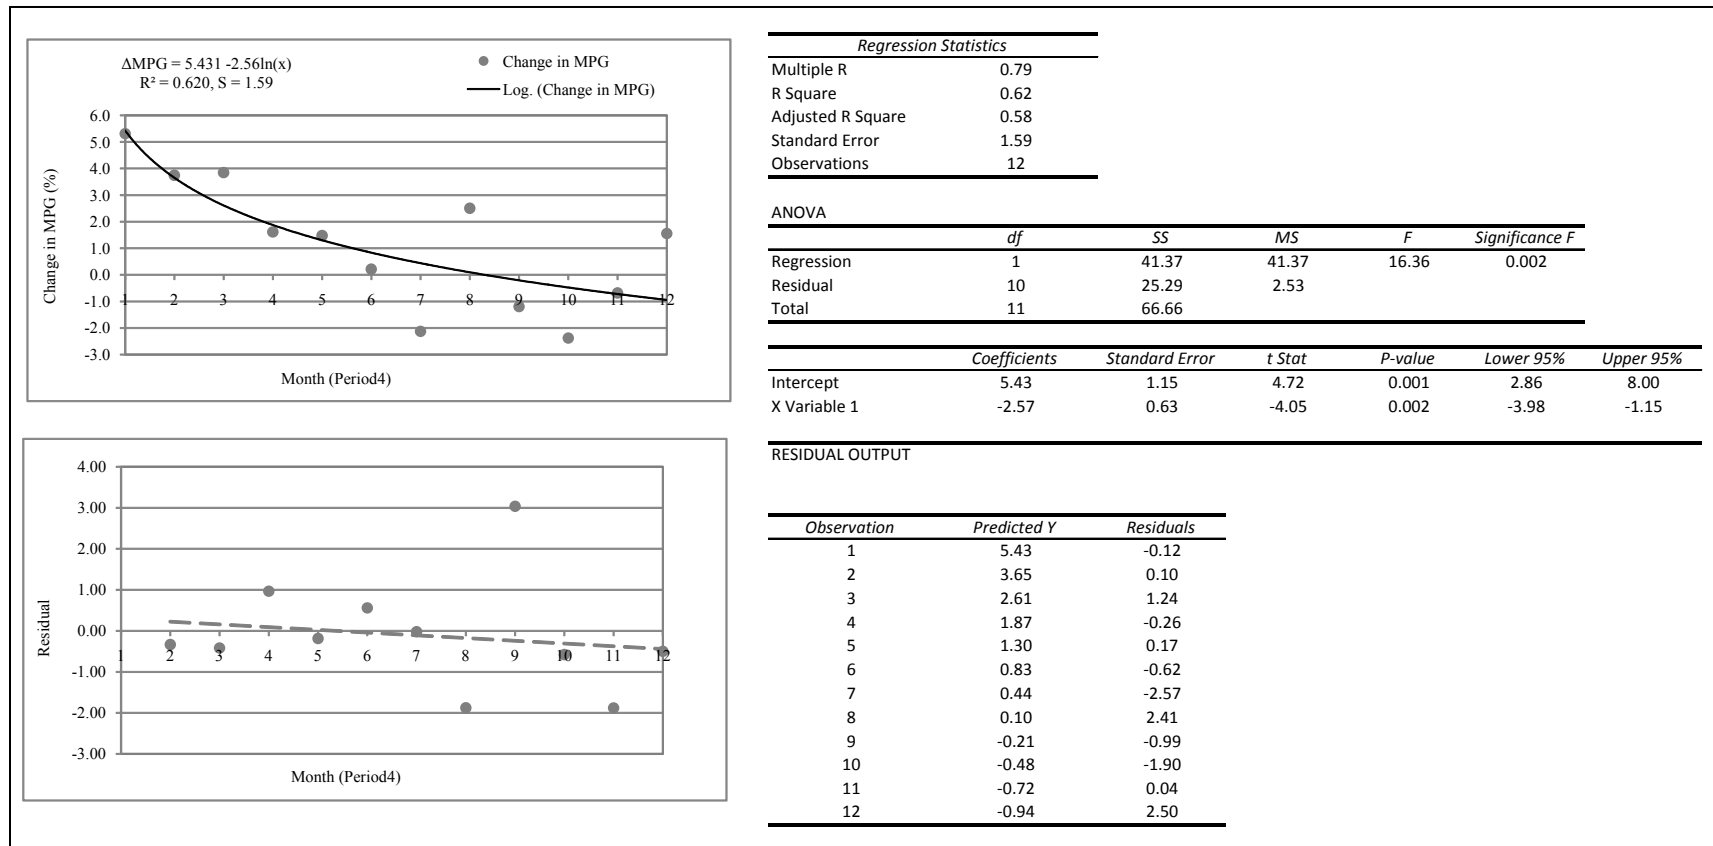 ΔMPG = 5.431 -2.56ln(x)
R² = 0.620, S = 1.59
Change in MPG
Log. (Change in MPG)
6.0
5.0
4.0
3.0
2.0
1.0
0.0
-1.0
-2.0
-3.0
1 2 3 4 5 6 7 8 9 10 11 12
Change in MPG (%)
Month (Period4)
4.00
3.00
2.00
1.00
0.00
-1.00
-2.00
-3.00
1 2 3 4 5 6 7 8 9 10 11 12
Residual
Month (Period4)
Regression Statistics
Multiple R 0.79
R Square 0.62
Adjusted R Square 0.58
Standard Error 1.59
Observations 12
ANOVA
df SS MS F Significance F
Regression 1 41.37 41.37 16.36 0.002
Residual 10 25.29 2.53
Total 11 66.66
Coefficients Standard Error t Stat P-value Lower 95% Upper 95%
Intercept 5.43 1.15 4.72 0.001 2.86 8.00
X Variable 1 -2.57 0.63 -4.05 0.002 -3.98 -1.15
RESIDUAL OUTPUT
Observation Predicted Y Residuals
1 5.43 -0.12
2 3.65 0.10
3 2.61 1.24
4 1.87 -0.26
5 1.30 0.17
6 0.83 -0.62
7 0.44 -2.57
8 0.10 2.41
9 -0.21 -0.99
10 -0.48 -1.90
11 -0.72 0.04
12 -0.94 2.50